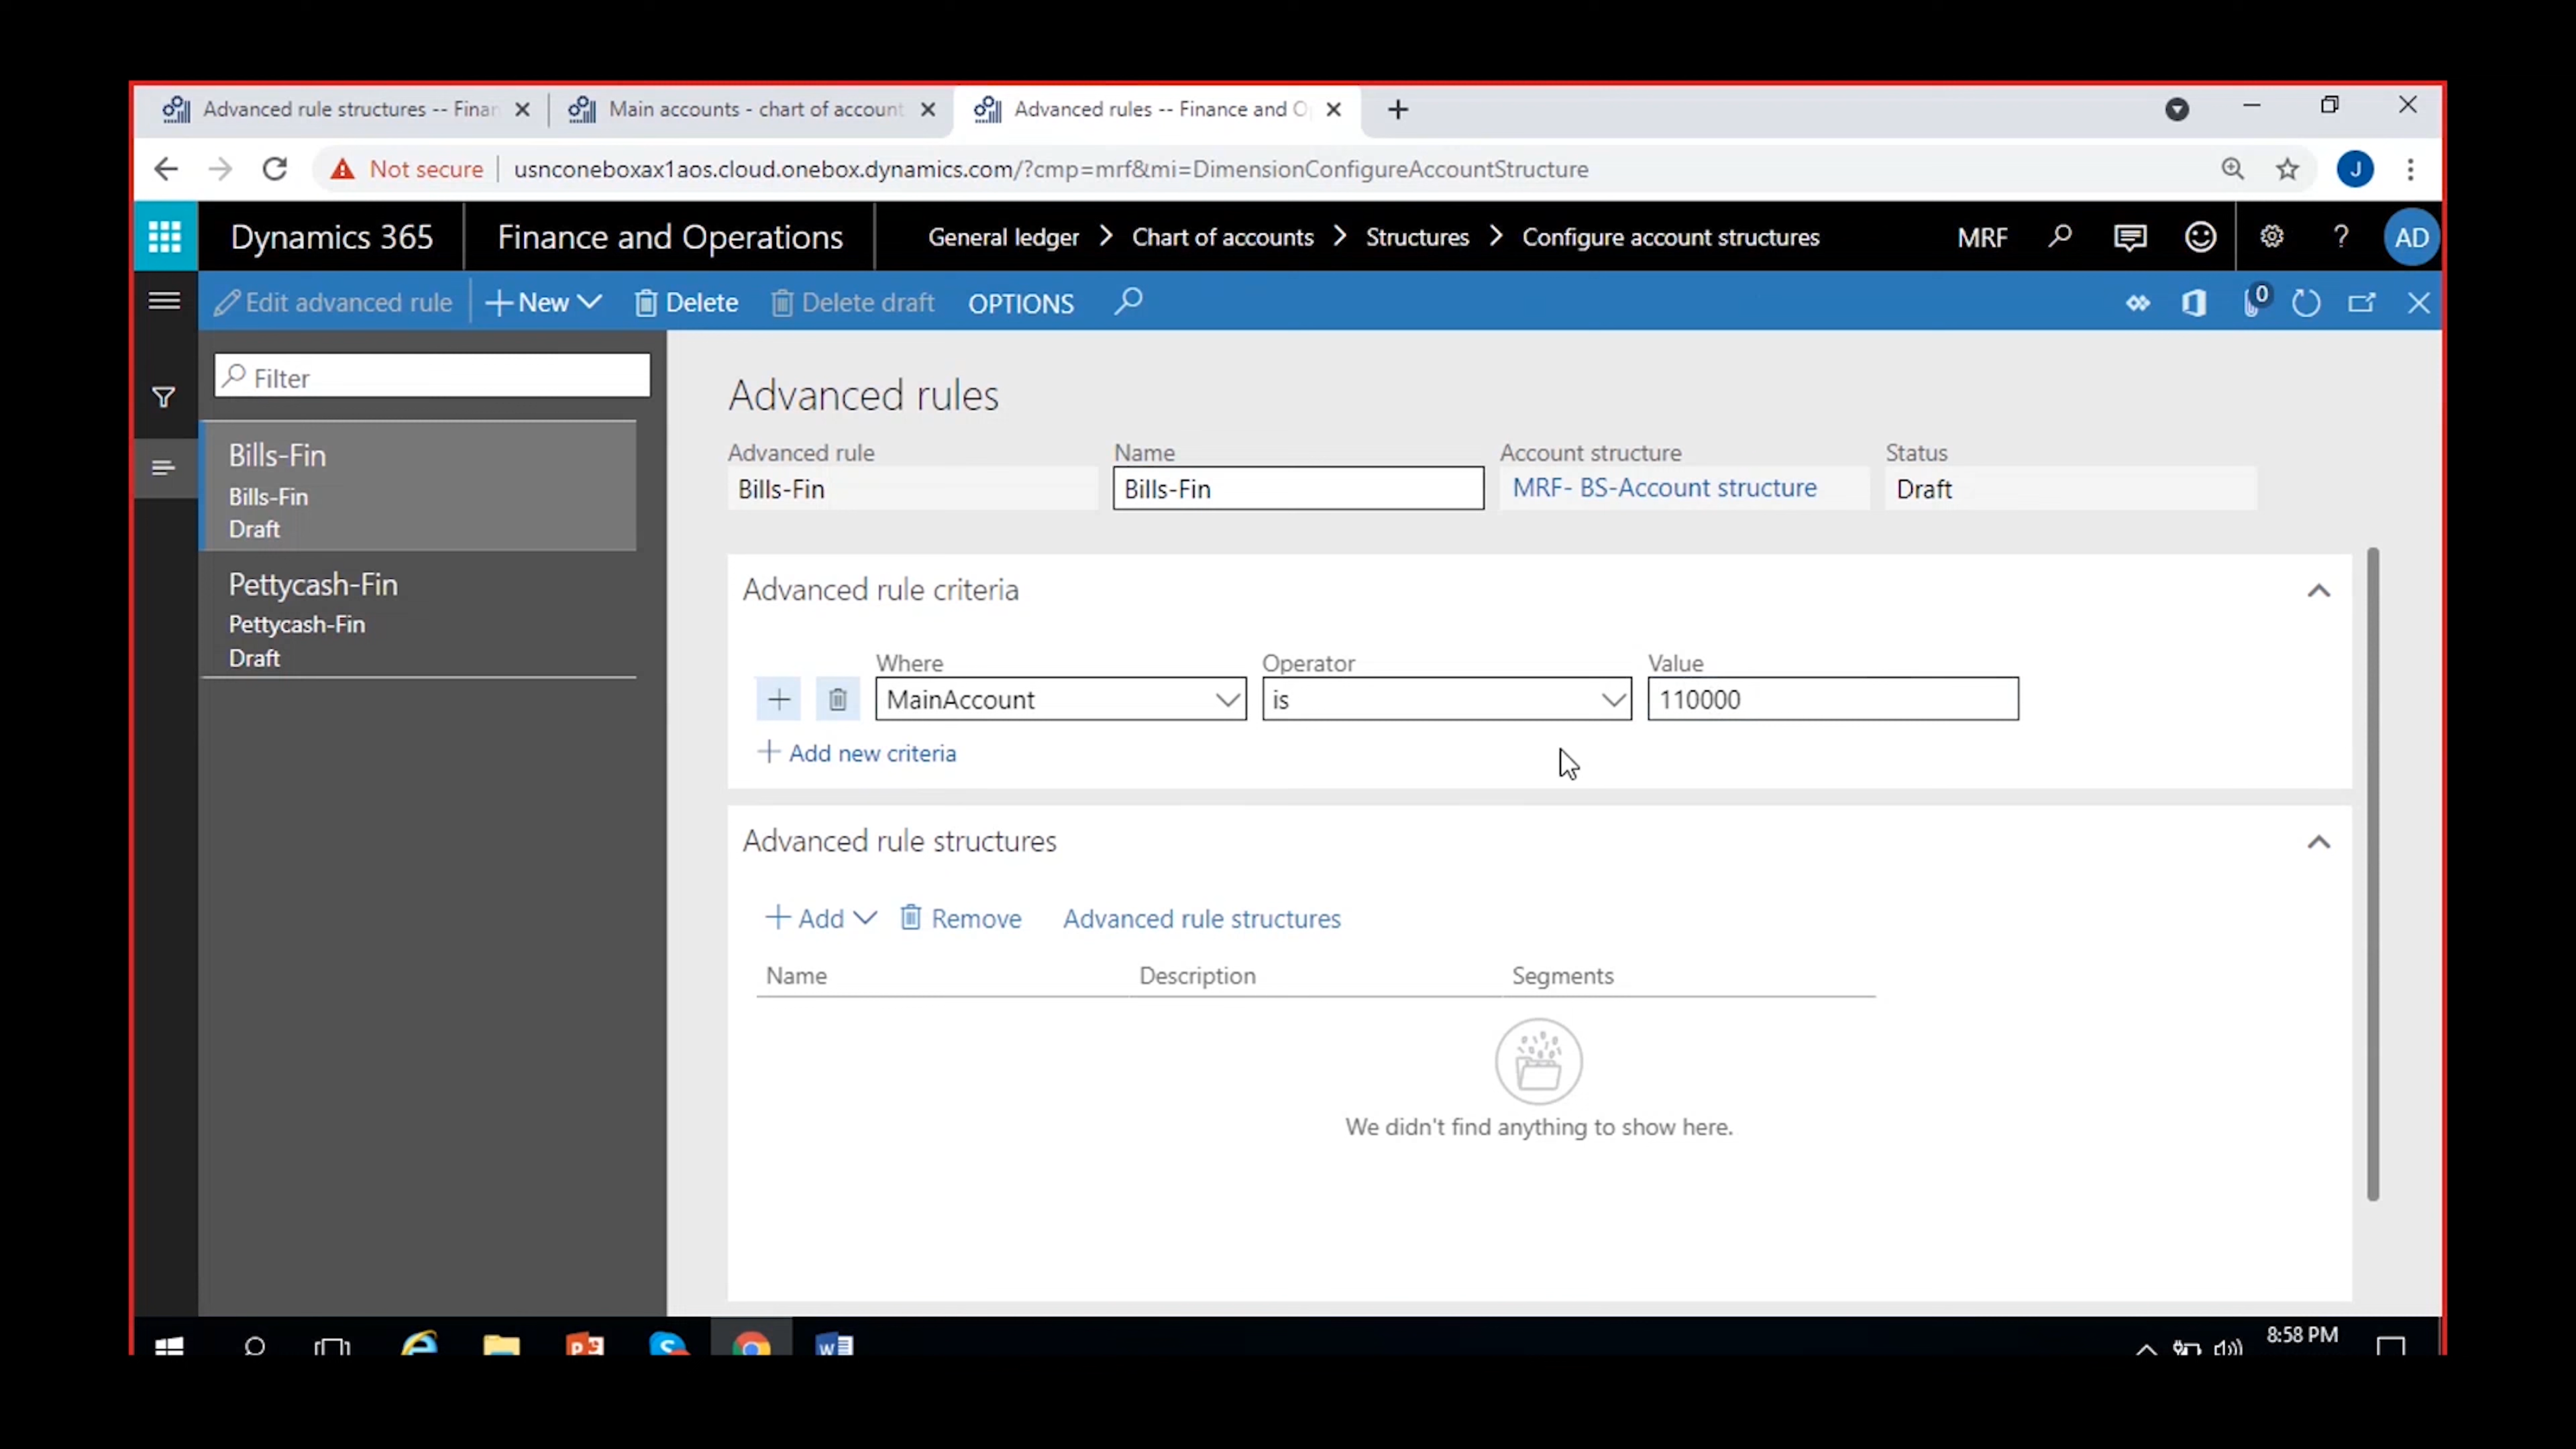 Advanced rule structures -- Finan
Main accounts - chart of account
Advanced rules -- Finance and O
Not secure
usnconeboxax1aos.cloud.onebox.dynamics.com/?cmp=mrf&mi=DimensionConfigureAccountStructure
J
Dynamics 365
Finance and Operations
General ledger > Chart of accounts > Structures > Configure account structures
MRF
?
AD
Edit advanced rule
New
Delete
Delete draft
OPTIONS
0
Filter
Bills-Fin
Bills-Fin
Draft
Pettycash-Fin
Pettycash-Fin
Draft
Advanced rules
Advanced rule
Name
Account structure
Status
Bills-Fin
Bills-Fin
MRF- BS-Account structure
Draft
Advanced rule criteria
Where
Operator
Value
MainAccount
is
110000
+ Add new criteria
Advanced rule structures
+ Add
Remove
Advanced rule structures
Name
Description
Segments
We didn't find anything to show here.
8:58 PM